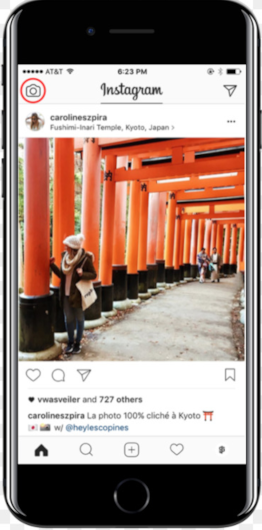 AT&T 6:23 PM
Instagram
carolineszpira
Fushimi-Inari Temple, Kyoto, Japan >
vwasveiler and 727 others
carolineszpira La photo 100% cliché à Kyoto ⛩
🇯🇵 📸 w/ @heylescopines